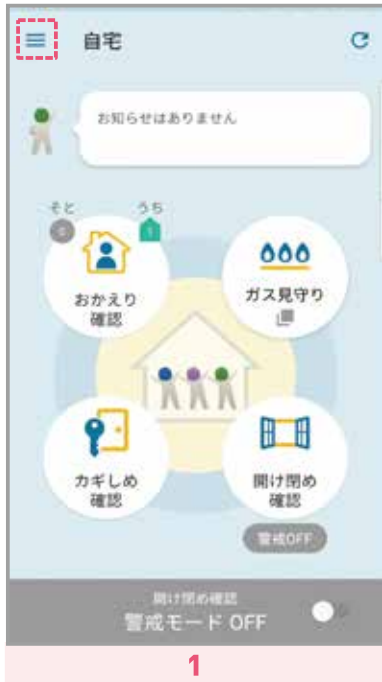 自宅
お知らせはありません
そと
うち
おかえり
確認
ガス見守り
カギしめ
確認
開け閉め
確認
警戒OFF
開け閉め確認
警戒モード OFF
1